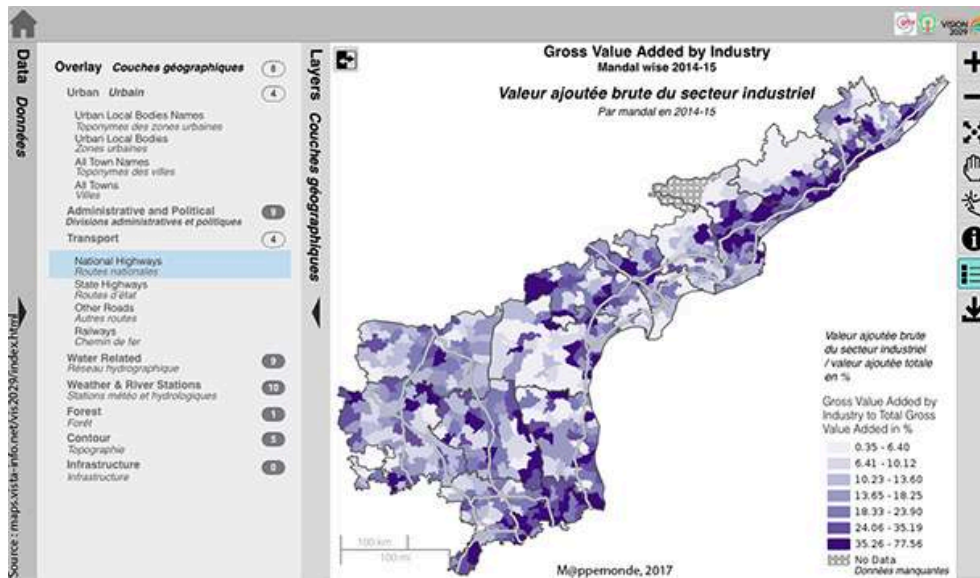 VISION
2029
Data Données
Source : maps.vista-info.net/vis2029/index.html
Overlay Couches géographiques 6
Urban Urbain 4
Urban Local Bodies Names
Toponymes des zones urbaines
Urban Local Bodies
Zones urbaines
All Town Names
Toponymes des villes
All Towns
Villes
Administrative and Political 9
Divisions administratives et politiques
Transport 4
National Highways
Routes nationales
State Highways
Routes d'état
Other Roads
Autres routes
Railways
Chemin de fer
Water Related 9
Réseau hydrographique
Weather & River Stations 10
Stations météo et hydrologiques
Forest 1
Forêt
Contour 5
Topographie
Infrastructure 0
Infrastructure
Layers Couches géographiques
Gross Value Added by Industry
Mandal wise 2014-15
Valeur ajoutée brute du secteur industriel
Par mandal en 2014-15
Valeur ajoutée brute
du secteur industriel
/ valeur ajoutée totale
en %
Gross Value Added by
Industry to Total Gross
Value Added in %
0.35 - 6.40
6.41 - 10.12
10.23 - 13.60
13.65 - 18.25
18.33 - 23.90
24.06 - 35.19
35.26 - 77.56
No Data
Données manquantes
100 km
100 mi
M@ppemonde, 2017